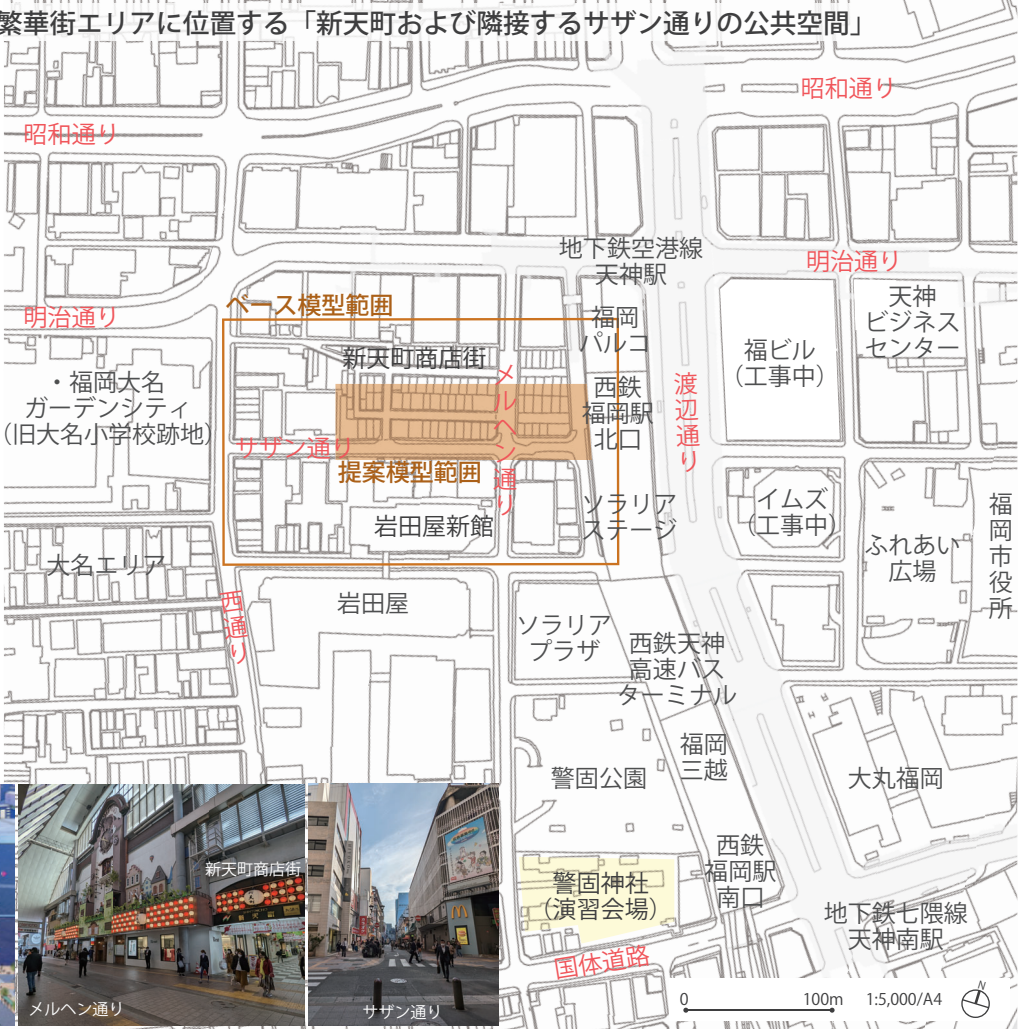 繁華街エリアに位置する「新天町および隣接するサザン通りの公共空間」
昭和通り
昭和通り
地下鉄空港線
天神駅
明治通り
明治通り
ベース模型範囲
福岡
パルコ
天神
ビジネス
センター
新天町商店街
福ビル
(工事中)
・福岡大名
ガーデンシティ
(旧大名小学校跡地)
メルヘン通り
西鉄
福岡駅
北口
渡辺通り
サザン通り
提案模型範囲
岩田屋新館
ソラリア
ステージ
イムズ
(工事中)
ふれあい
広場
福岡市役所
大名エリア
西通り
岩田屋
ソラリア
プラザ
西鉄天神
高速バス
ターミナル
警固公園
福岡
三越
大丸福岡
西鉄
福岡駅
南口
警固神社
(演習会場)
地下鉄七隈線
天神南駅
国体道路
新天町商店街
メルヘン通り
サザン通り
0 100m 1:5,000/A4
N